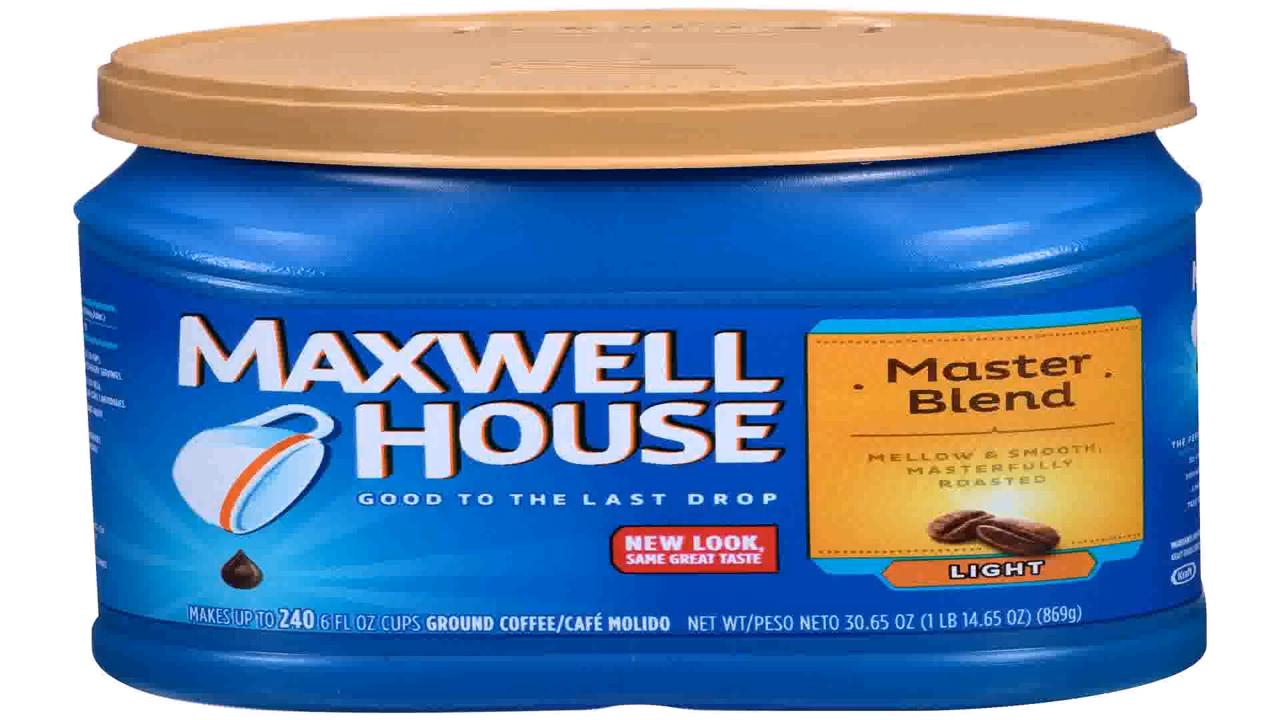 MAXWELL
HOUSE
GOOD TO THE LAST DROP
NEW LOOK,
SAME GREAT TASTE
Master
Blend
MELLOW & SMOOTH,
MASTERFULLY
ROASTED
LIGHT
MAKES UP TO 240 6 FL OZ CUPS GROUND COFFEE/CAFÉ MOLIDO NET WT/PESO NETO 30.65 OZ (1 LB 14.65 OZ) (869g)
Kraft